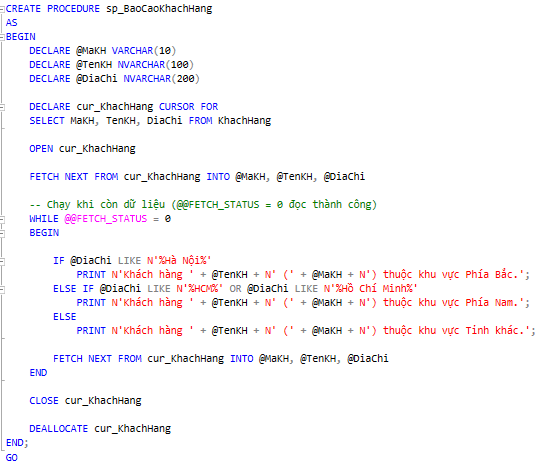 CREATE PROCEDURE sp_BaoCaoKhachHang
AS
BEGIN
    DECLARE @MaKH VARCHAR(10)
    DECLARE @TenKH NVARCHAR(100)
    DECLARE @DiaChi NVARCHAR(200)

    DECLARE cur_KhachHang CURSOR FOR
    SELECT MaKH, TenKH, DiaChi FROM KhachHang

    OPEN cur_KhachHang

    FETCH NEXT FROM cur_KhachHang INTO @MaKH, @TenKH, @DiaChi

    -- Chạy khi còn dữ liệu (@@FETCH_STATUS = 0 đọc thành công)
    WHILE @@FETCH_STATUS = 0
    BEGIN

        IF @DiaChi LIKE N'%Hà Nội%'
            PRINT N'Khách hàng ' + @TenKH + N' (' + @MaKH + N') thuộc khu vực Phía Bắc.';
        ELSE IF @DiaChi LIKE N'%HCM%' OR @DiaChi LIKE N'%Hồ Chí Minh%'
            PRINT N'Khách hàng ' + @TenKH + N' (' + @MaKH + N') thuộc khu vực Phía Nam.';
        ELSE
            PRINT N'Khách hàng ' + @TenKH + N' (' + @MaKH + N') thuộc khu vực Tỉnh khác.';

        FETCH NEXT FROM cur_KhachHang INTO @MaKH, @TenKH, @DiaChi
    END

    CLOSE cur_KhachHang

    DEALLOCATE cur_KhachHang
END;
GO